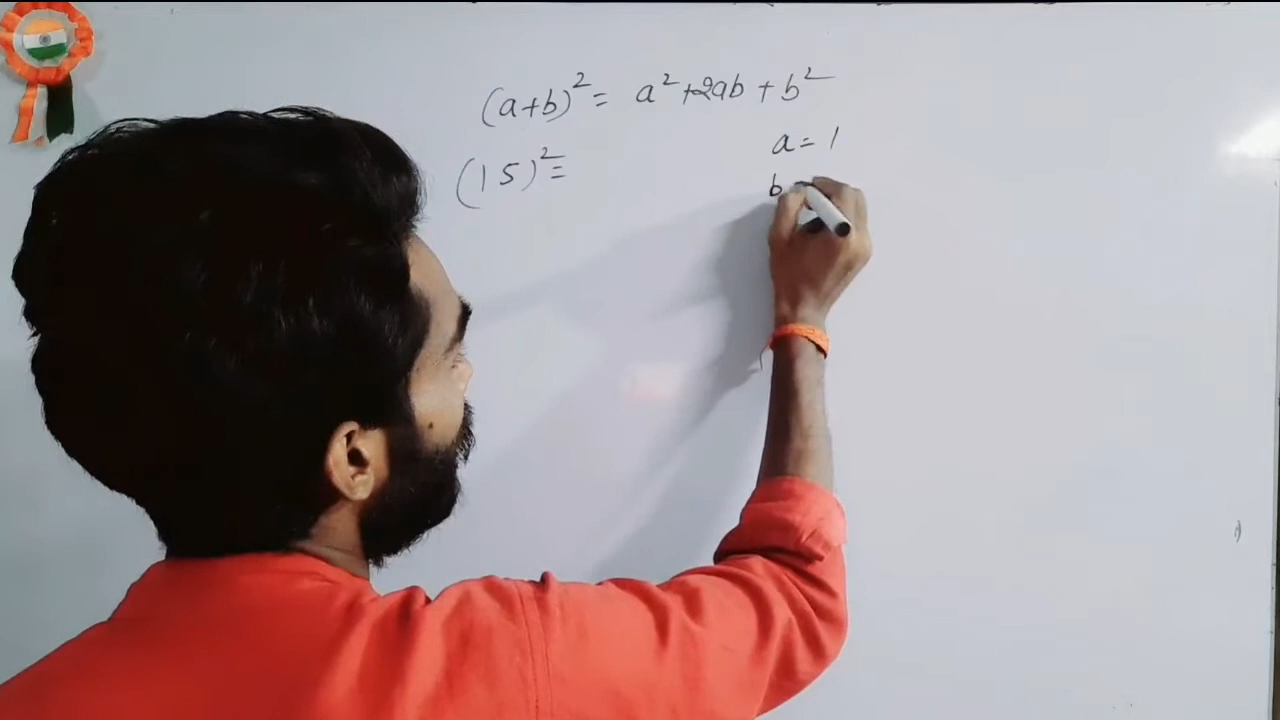 (a+b)² = a²+2ab + b²
a = 1
(15)² =
b